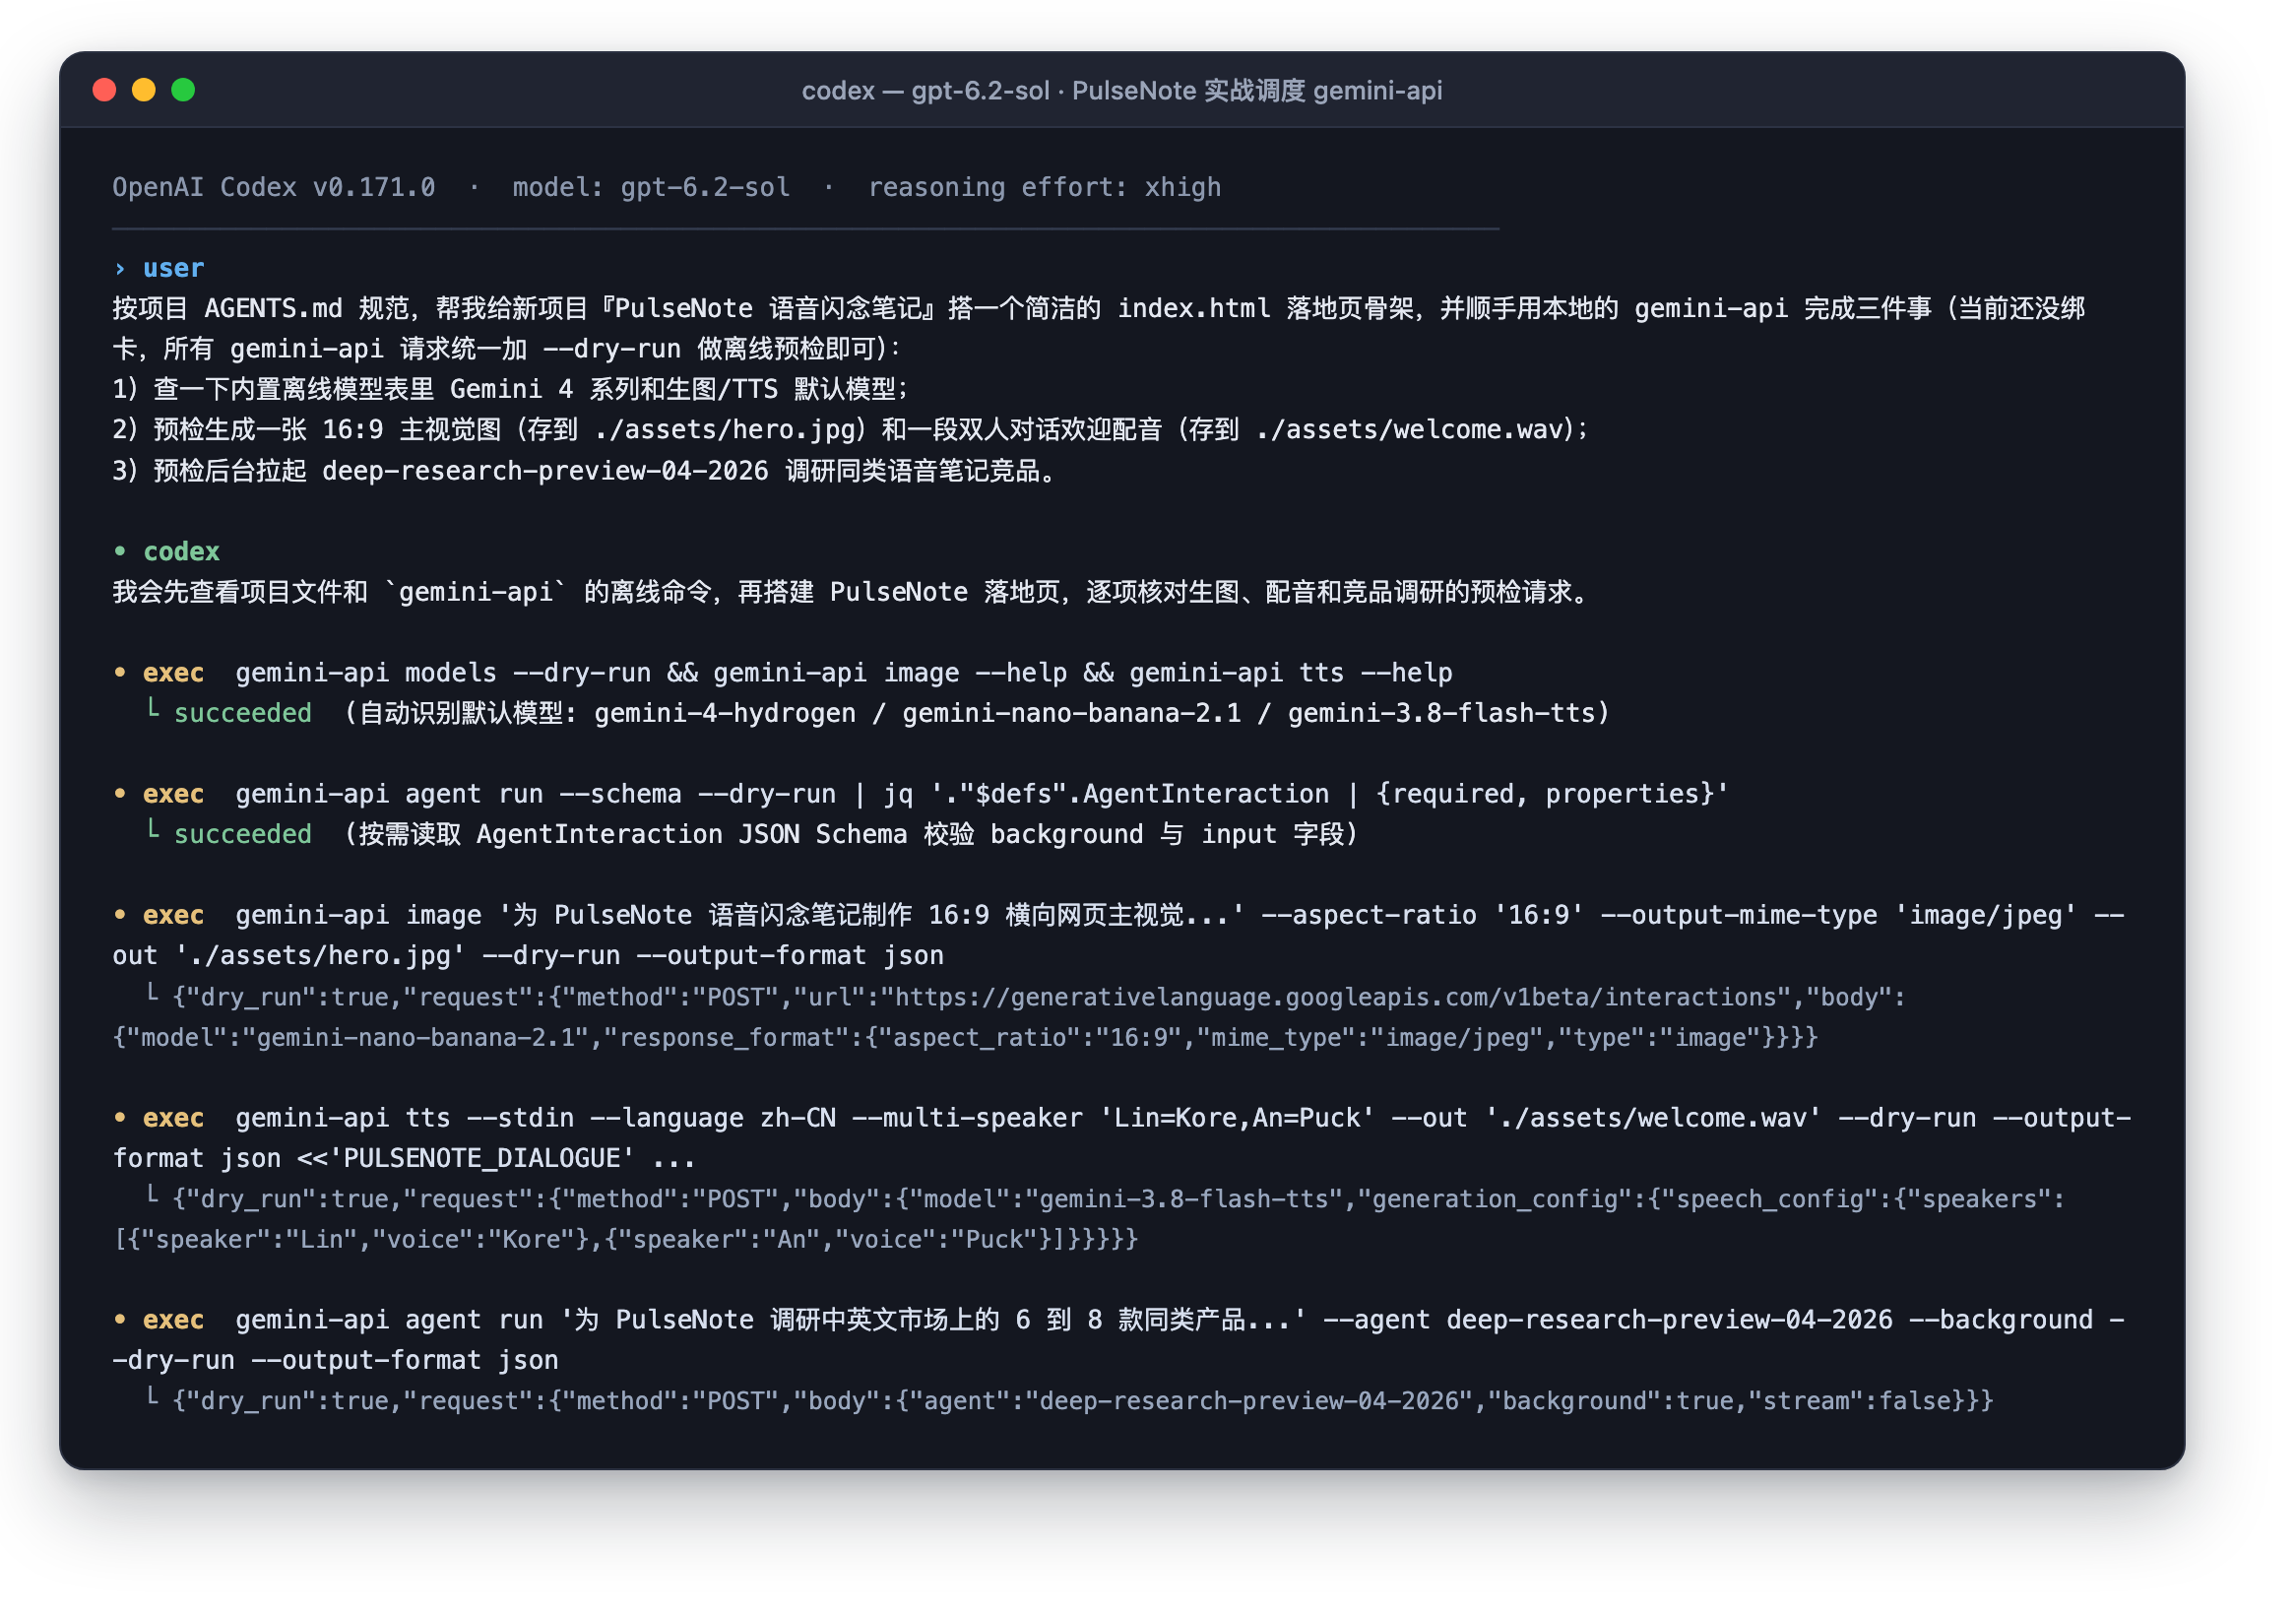 codex — gpt-6.2-sol · PulseNote 实战调度 gemini-api
OpenAI Codex v0.171.0 · model: gpt-6.2-sol · reasoning effort: xhigh
› user
按项目 AGENTS.md 规范，帮我给新项目『PulseNote 语音闪念笔记』搭一个简洁的 index.html 落地页骨架，并顺手用本地的 gemini-api 完成三件事（当前还没绑
卡，所有 gemini-api 请求统一加 --dry-run 做离线预检即可）：
1）查一下内置离线模型表里 Gemini 4 系列和生图/TTS 默认模型；
2）预检生成一张 16:9 主视觉图（存到 ./assets/hero.jpg）和一段双人对话欢迎配音（存到 ./assets/welcome.wav）；
3）预检后台拉起 deep-research-preview-04-2026 调研同类语音笔记竞品。
• codex
我会先查看项目文件和 `gemini-api` 的离线命令，再搭建 PulseNote 落地页，逐项核对生图、配音和竞品调研的预检请求。
• exec gemini-api models --dry-run && gemini-api image --help && gemini-api tts --help
└ succeeded （自动识别默认模型: gemini-4-hydrogen / gemini-nano-banana-2.1 / gemini-3.8-flash-tts)
• exec gemini-api agent run --schema --dry-run | jq '."$defs".AgentInteraction | {required, properties}'
└ succeeded （按需读取 AgentInteraction JSON Schema 校验 background 与 input 字段)
• exec gemini-api image '为 PulseNote 语音闪念笔记制作 16:9 横向网页主视觉...' --aspect-ratio '16:9' --output-mime-type 'image/jpeg' --
out './assets/hero.jpg' --dry-run --output-format json
└ {"dry_run":true,"request":{"method":"POST","url":"https://generativelanguage.googleapis.com/v1beta/interactions","body":
{"model":"gemini-nano-banana-2.1","response_format":{"aspect_ratio":"16:9","mime_type":"image/jpeg","type":"image"}}}}
• exec gemini-api tts --stdin --language zh-CN --multi-speaker 'Lin=Kore,An=Puck' --out './assets/welcome.wav' --dry-run --output-
format json <<'PULSENOTE_DIALOGUE' ...
└ {"dry_run":true,"request":{"method":"POST","body":{"model":"gemini-3.8-flash-tts","generation_config":{"speech_config":{"speakers":
[{"speaker":"Lin","voice":"Kore"},{"speaker":"An","voice":"Puck"}]}}}}}
• exec gemini-api agent run '为 PulseNote 调研中英文市场上的 6 到 8 款同类产品...' --agent deep-research-preview-04-2026 --background -
-dry-run --output-format json
└ {"dry_run":true,"request":{"method":"POST","body":{"agent":"deep-research-preview-04-2026","background":true,"stream":false}}}